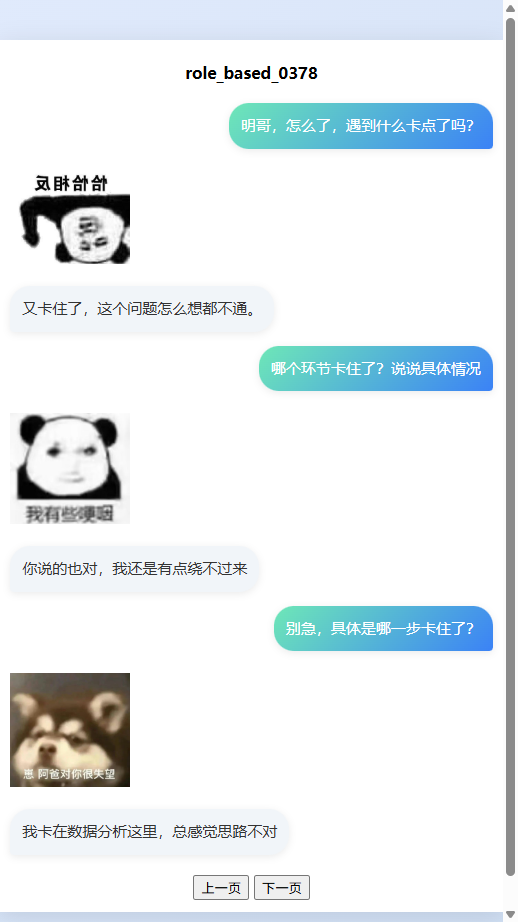 role_based_0378
明哥，怎么了，遇到什么卡点了吗？
恰恰相反
又卡住了，这个问题怎么想都不通。
哪个环节卡住了？说说具体情况
我有些哽咽
你说的也对，我还是有点绕不过来
别急，具体是哪一步卡住了？
崽 阿爸对你很失望
我卡在数据分析这里，总感觉思路不对
上一页 下一页